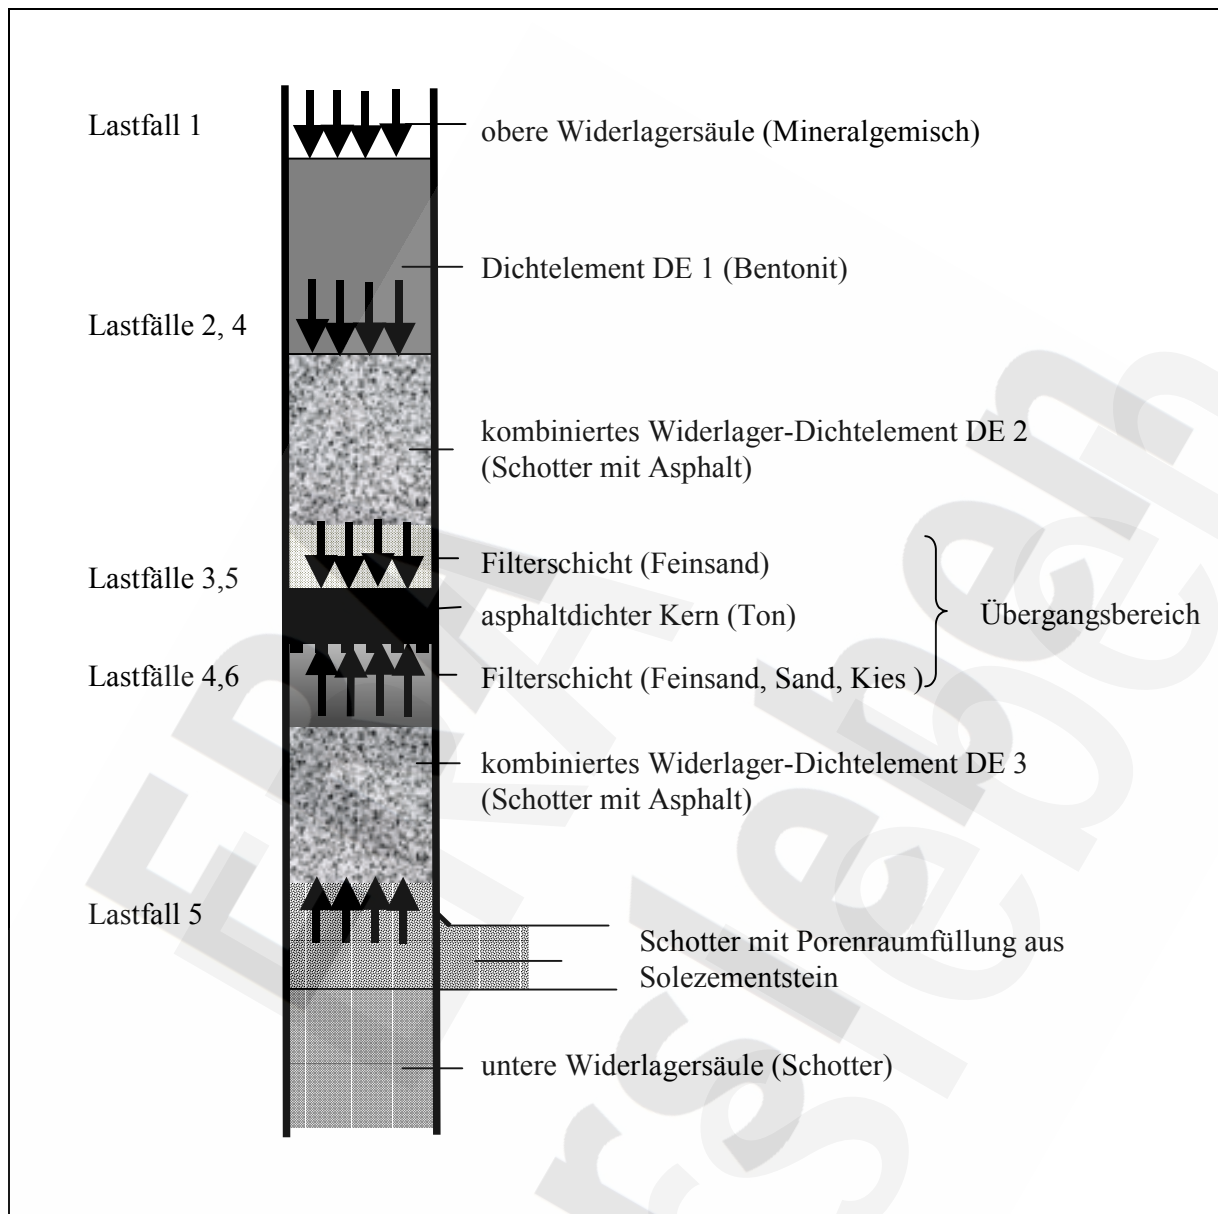 Lastfall 1
obere Widerlagersäule (Mineralgemisch)
Dichtelement DE 1 (Bentonit)
Lastfälle 2, 4
kombiniertes Widerlager-Dichtelement DE 2
(Schotter mit Asphalt)
Filterschicht (Feinsand)
Lastfälle 3,5
asphaltdichter Kern (Ton)
Übergangsbereich
Lastfälle 4,6
Filterschicht (Feinsand, Sand, Kies )
kombiniertes Widerlager-Dichtelement DE 3
(Schotter mit Asphalt)
Lastfall 5
Schotter mit Porenraumfüllung aus
Solezementstein
untere Widerlagersäule (Schotter)